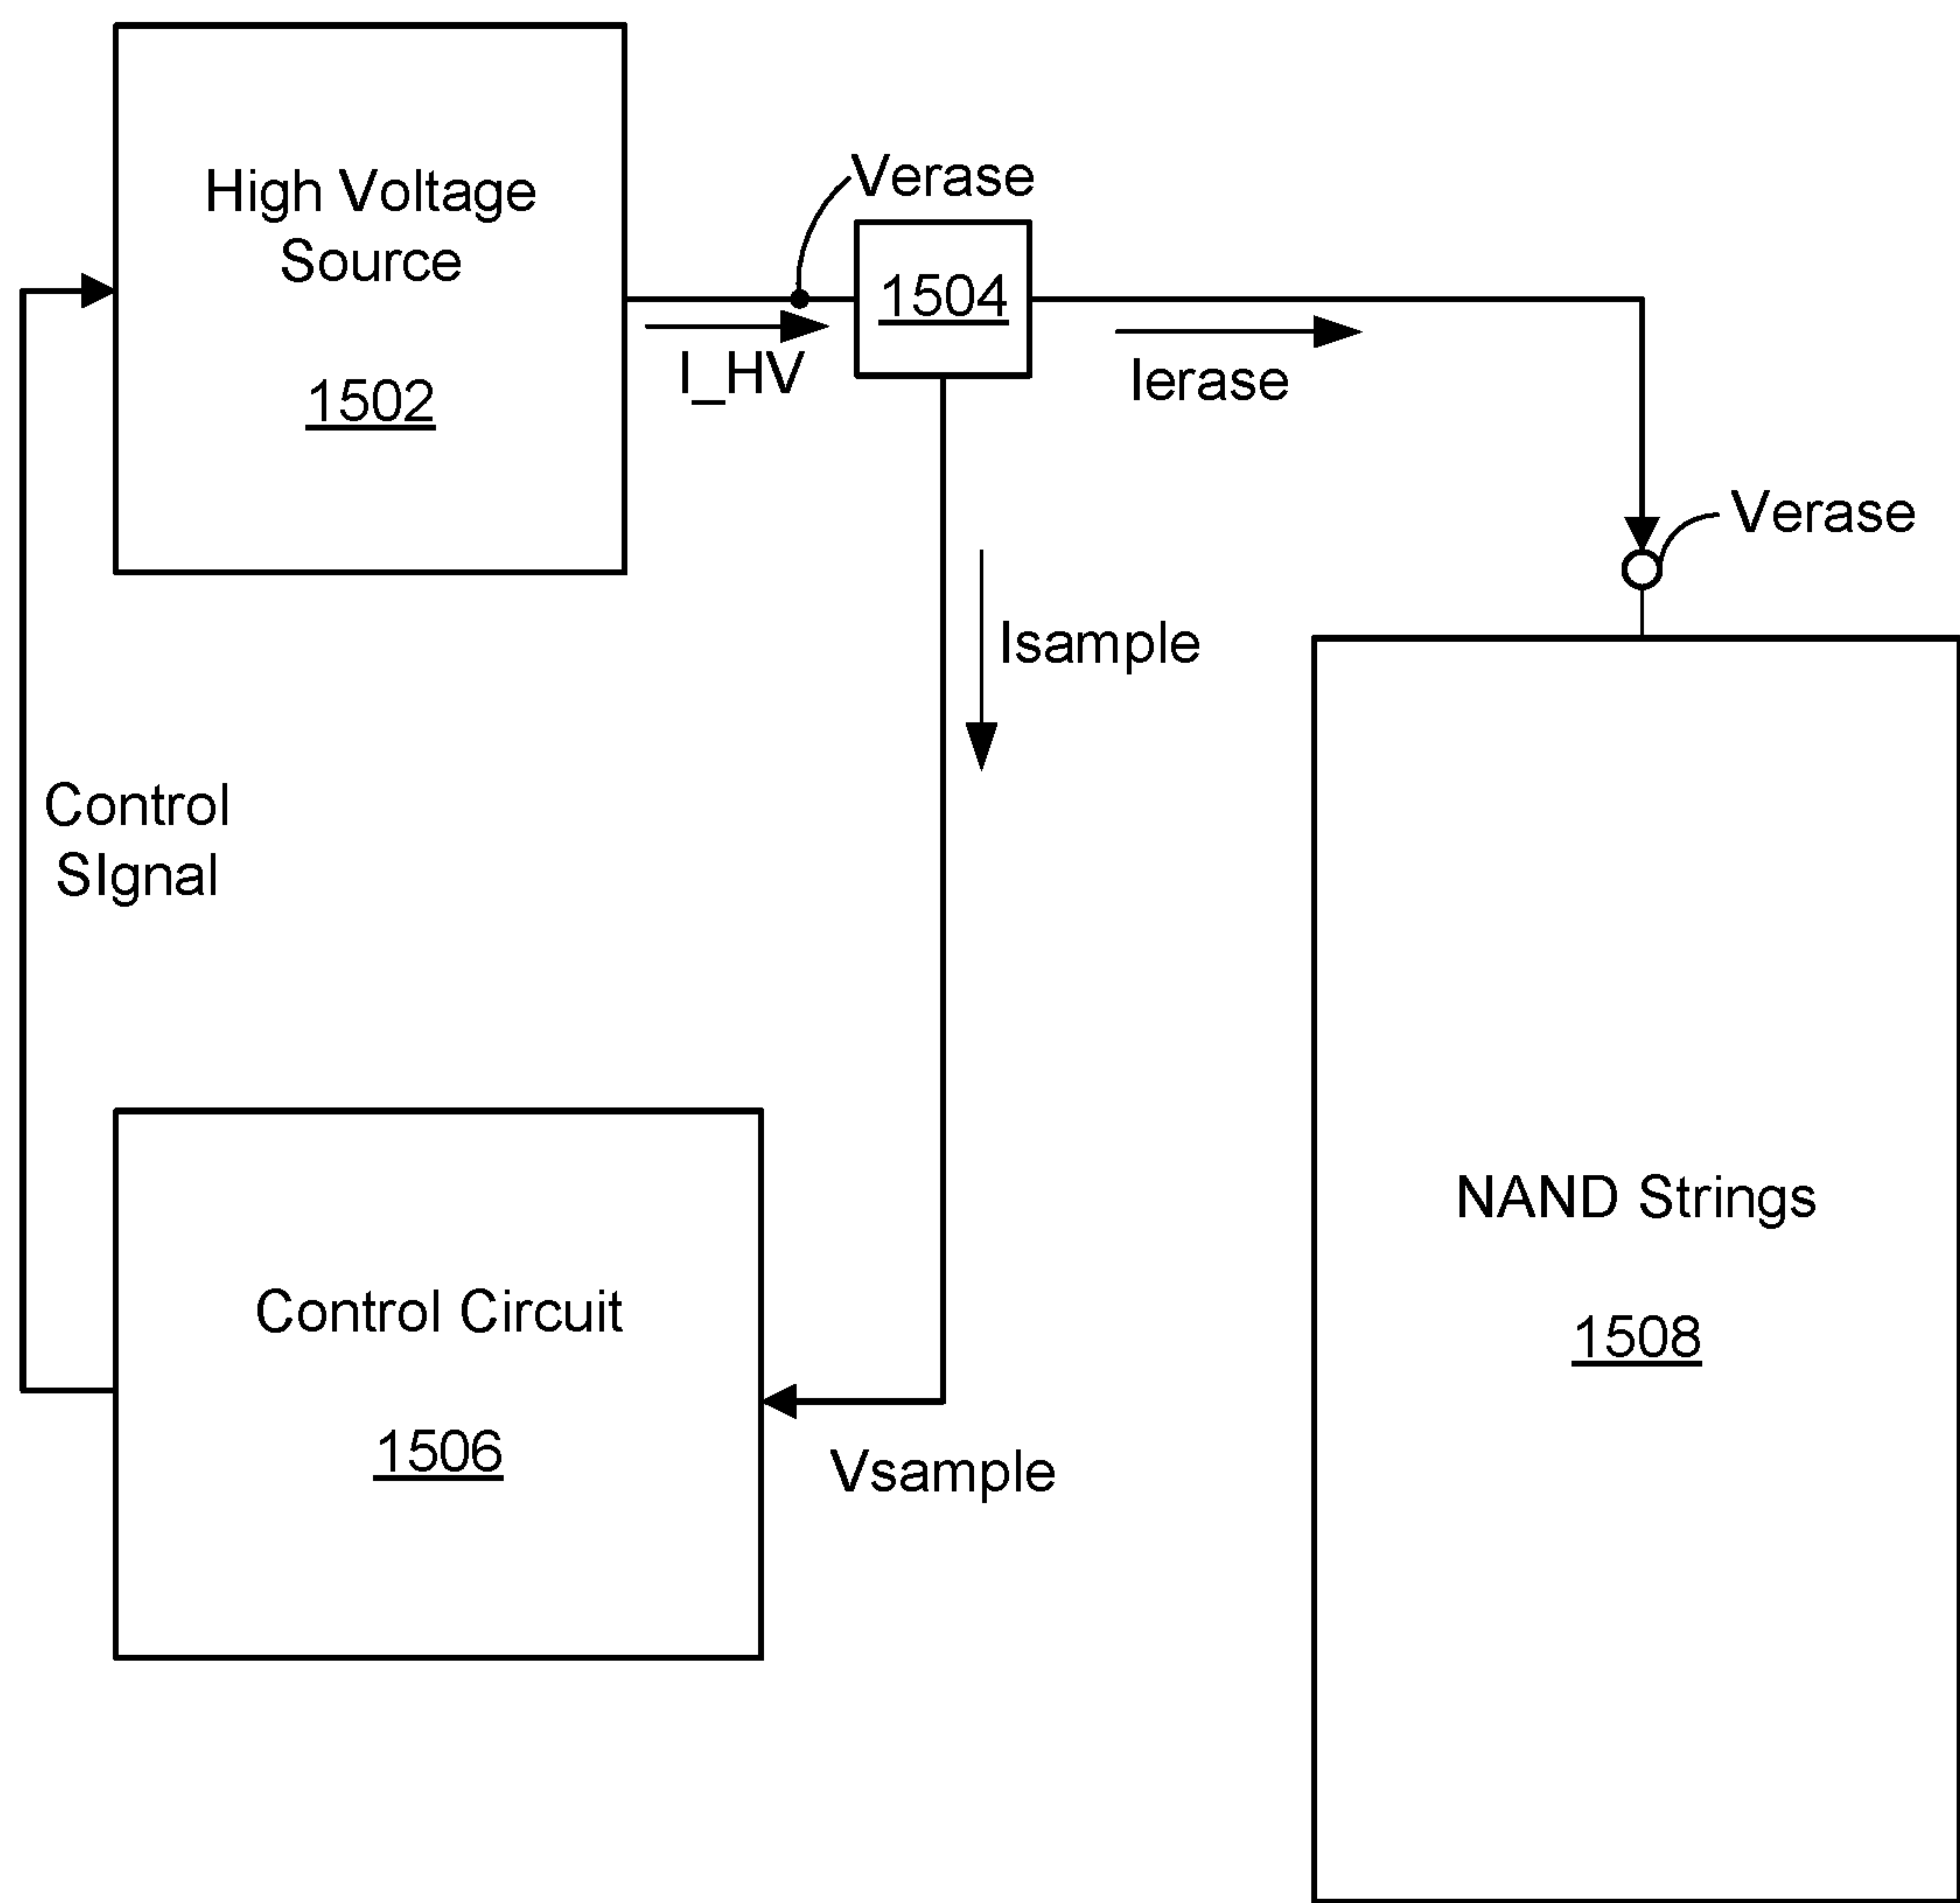 High Voltage
Source
1502
Verase
1504
I_HV
Ierase
Verase
Isample
Control
SIgnal
NAND Strings
1508
Control Circuit
1506
Vsample